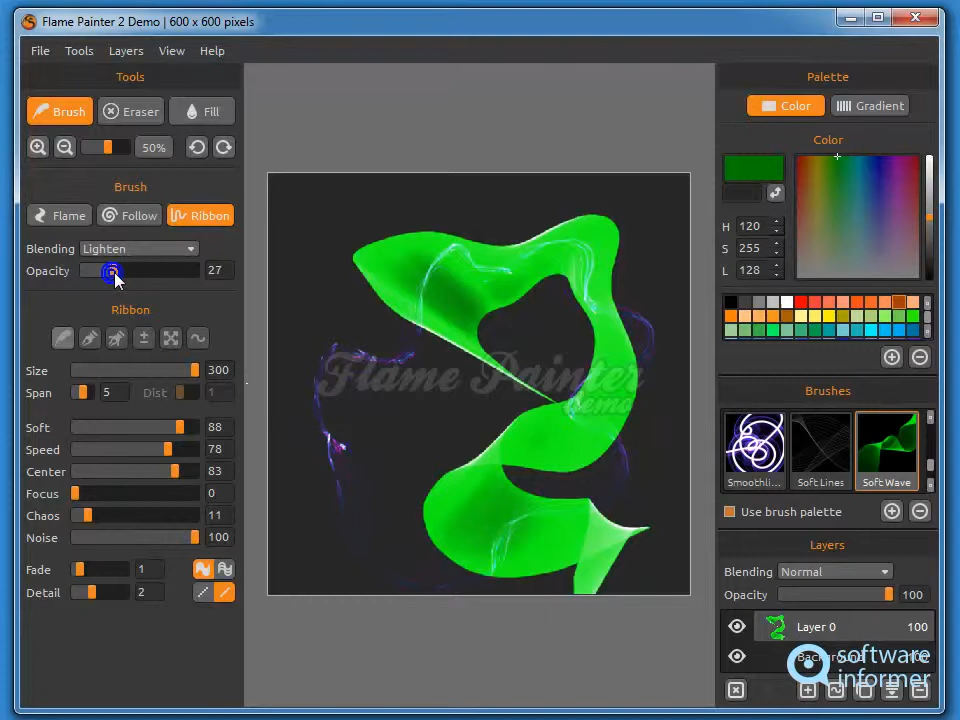 Flame Painter 2 Demo | 600 x 600 pixels
File Tools Layers View Help
Tools
Brush Eraser Fill
50%
Brush
Flame Follow Ribbon
Blending Lighten
Opacity 27
Ribbon
Size 300
Span 5 Dist 1
Soft 88
Speed 78
Center 83
Focus 0
Chaos 11
Noise 100
Fade 1
Detail 2
Flame Painter
demo
Palette
Color Gradient
Color
H 120
S 255
L 128
Brushes
Smoothli... Soft Lines Soft Wave
Use brush palette
Layers
Blending Normal
Opacity 100
Layer 0 100
Background 100
software
informer